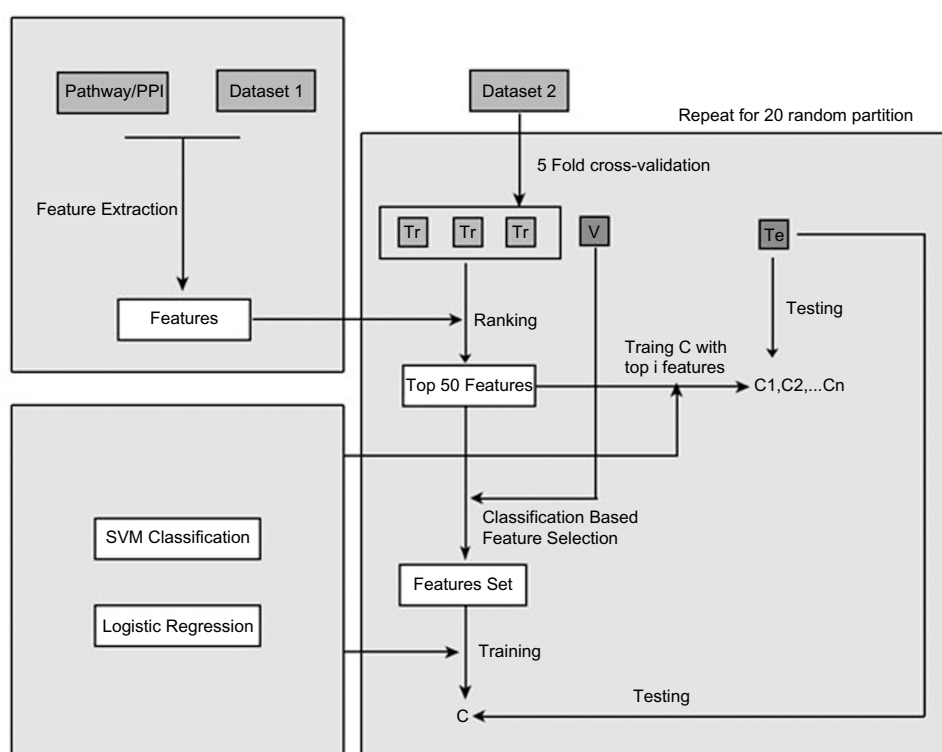 Pathway/PPI
Dataset 1
Dataset 2
Repeat for 20 random partition
5 Fold cross-validation
Feature Extraction
Tr
Tr
Tr
V
Te
Features
Ranking
Testing
Traing C with
top i features
Top 50 Features
C1,C2,...Cn
SVM Classification
Classification Based
Feature Selection
Features Set
Logistic Regression
Training
Testing
C